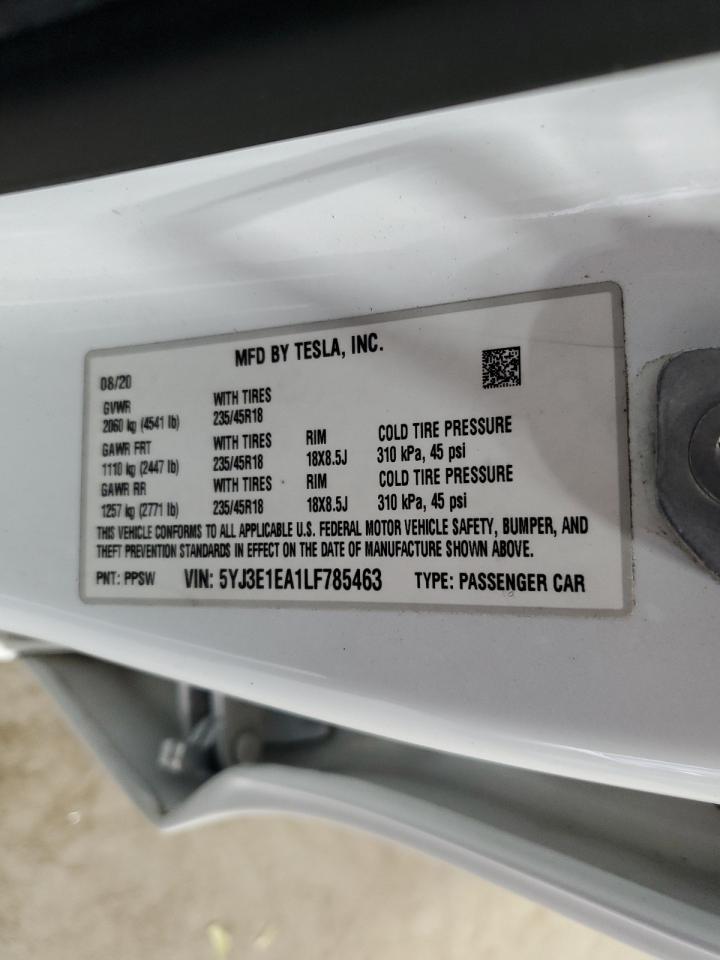 MFD BY TESLA, INC.
08/20
GVWR WITH TIRES
2060 kg (4541 lb) 235/45R18
GAWR FRT WITH TIRES RIM COLD TIRE PRESSURE
1110 kg (2447 lb) 235/45R18 18X8.5J 310 kPa, 45 psi
GAWR RR WITH TIRES RIM COLD TIRE PRESSURE
1257 kg (2771 lb) 235/45R18 18X8.5J 310 kPa, 45 psi
THIS VEHICLE CONFORMS TO ALL APPLICABLE U.S. FEDERAL MOTOR VEHICLE SAFETY, BUMPER, AND
THEFT PREVENTION STANDARDS IN EFFECT ON THE DATE OF MANUFACTURE SHOWN ABOVE.
PNT: PPSW VIN: 5YJ3E1EA1LF785463 TYPE: PASSENGER CAR